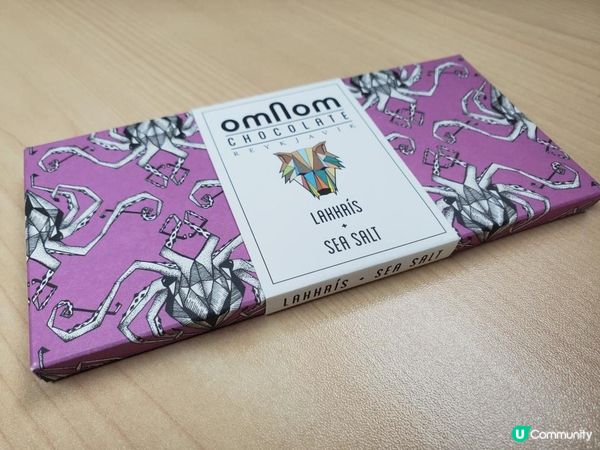 omnom
CHOCOLATE
REYKJAVIK
LAKKRÍS
+
SEA SALT
LAKKRÍS + SEA SALT
U Community